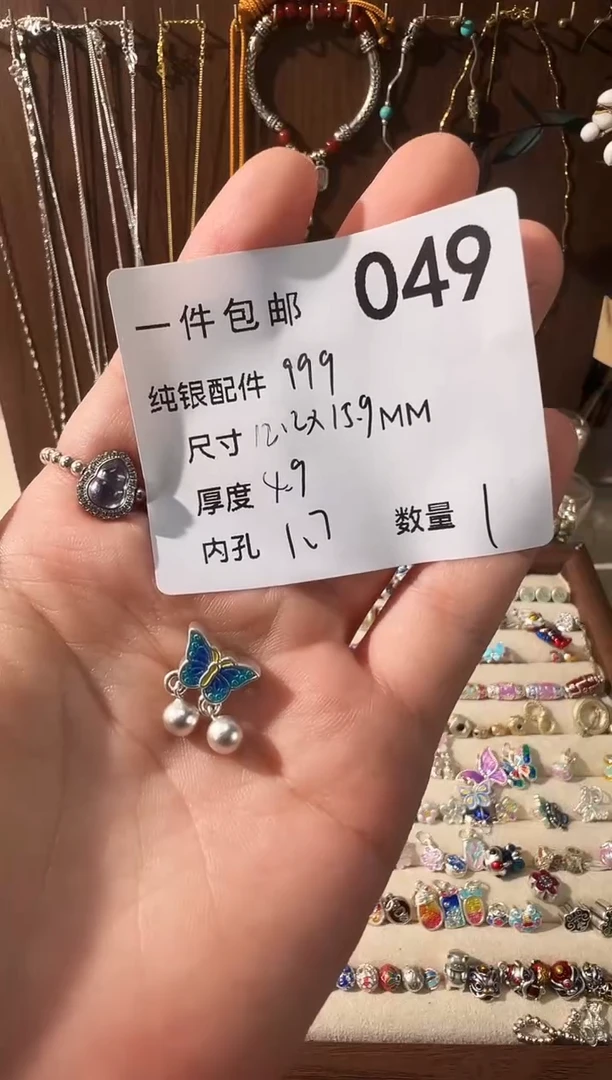 049
一件包邮
纯银配件 999
尺寸 12.2x15.9MM
厚度 4.9
内孔 1.7 数量 1